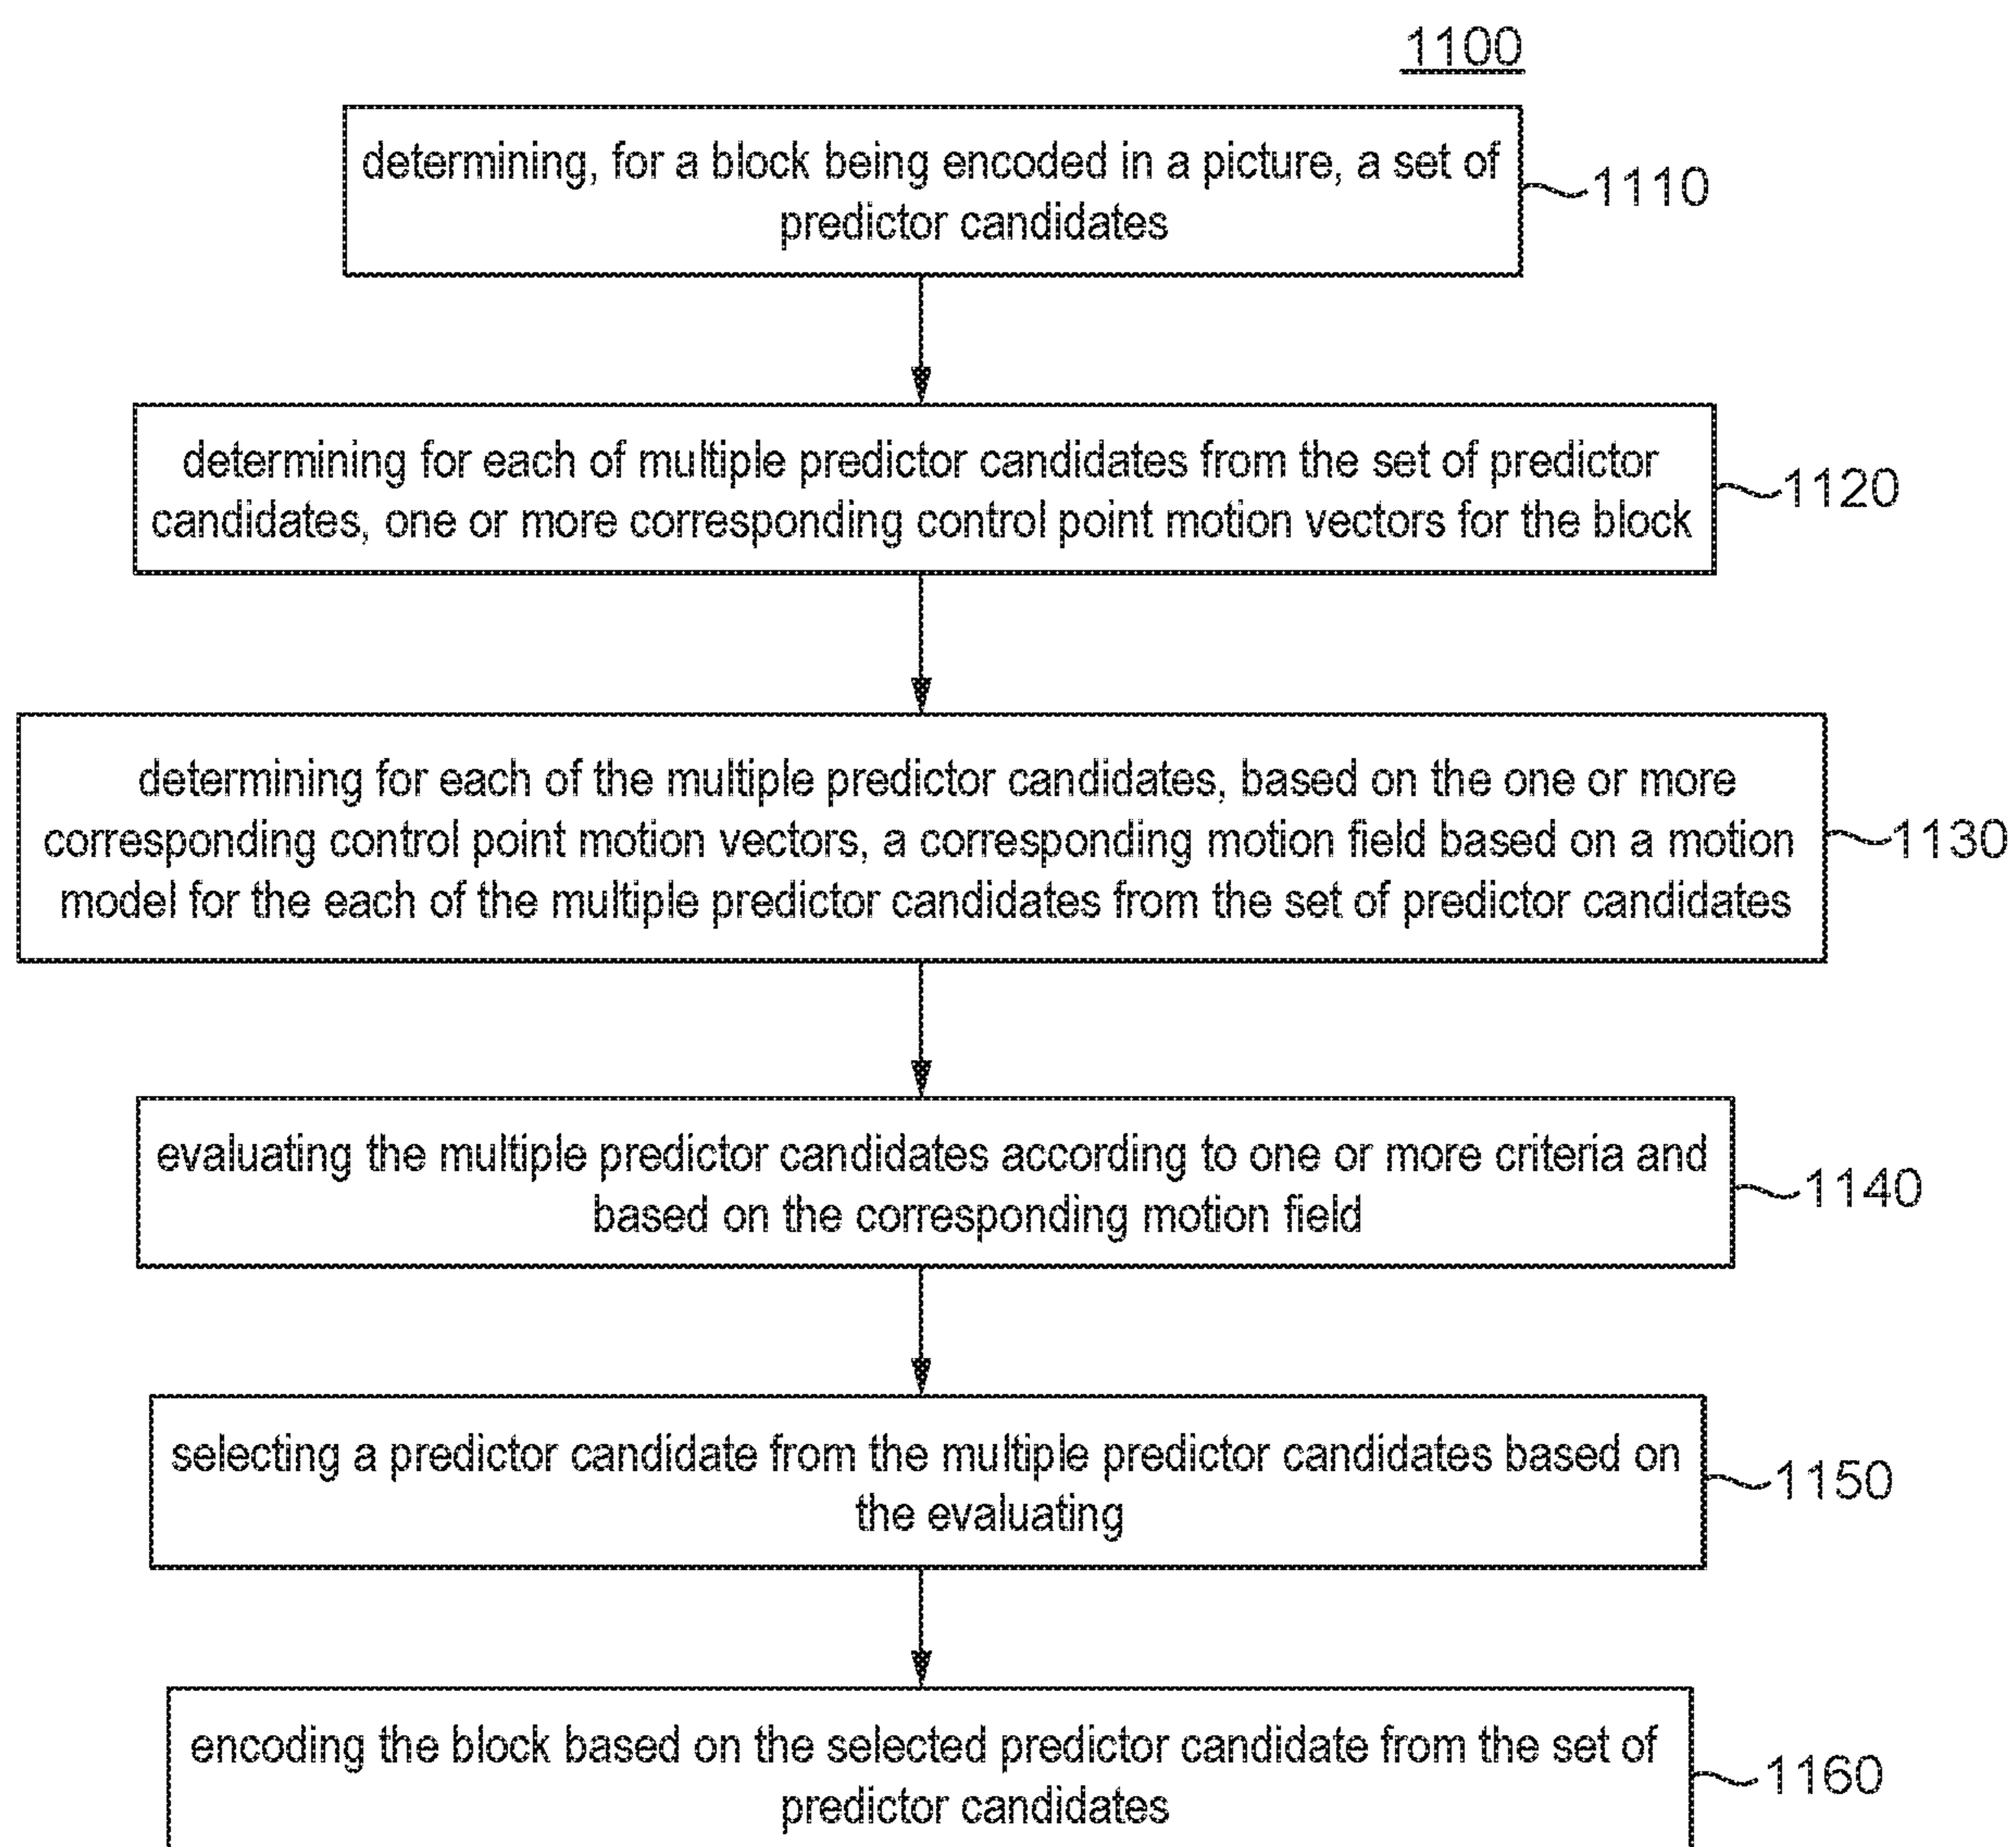 1100
determining, for a block being encoded in a picture, a set of
predictor candidates
1110
determining for each of multiple predictor candidates from the set of predictor
candidates, one or more corresponding control point motion vectors for the block
1120
determining for each of the multiple predictor candidates, based on the one or more
corresponding control point motion vectors, a corresponding motion field based on a motion
model for the each of the multiple predictor candidates from the set of predictor candidates
1130
evaluating the multiple predictor candidates according to one or more criteria and
based on the corresponding motion field
1140
selecting a predictor candidate from the multiple predictor candidates based on
the evaluating
1150
encoding the block based on the selected predictor candidate from the set of
predictor candidates
1160